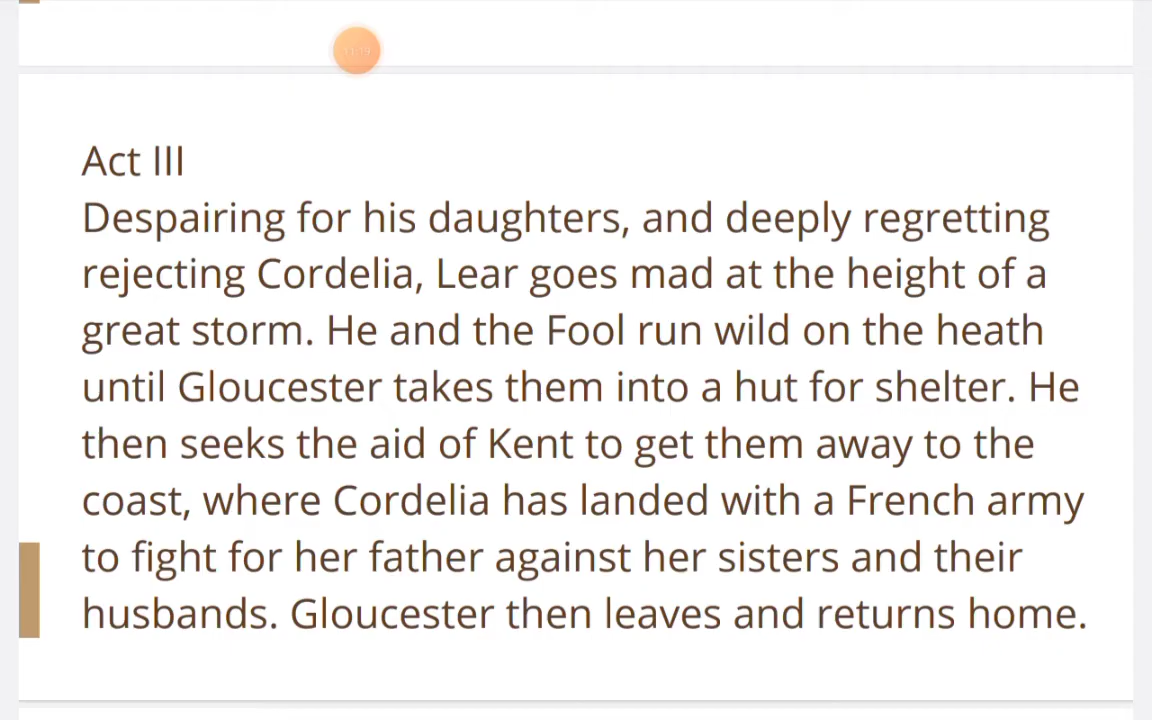 11:19
Act III
Despairing for his daughters, and deeply regretting
rejecting Cordelia, Lear goes mad at the height of a
great storm. He and the Fool run wild on the heath
until Gloucester takes them into a hut for shelter. He
then seeks the aid of Kent to get them away to the
coast, where Cordelia has landed with a French army
to fight for her father against her sisters and their
husbands. Gloucester then leaves and returns home.